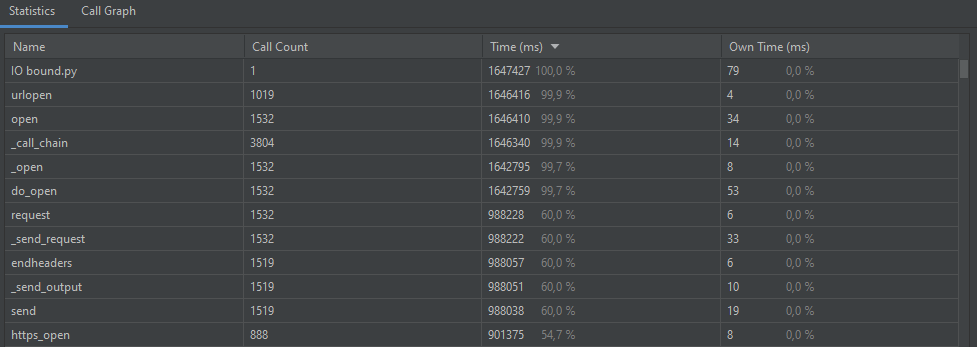 Statistics Call Graph
Name Call Count Time (ms) Own Time (ms)
IO bound.py 1 1647427 100,0 % 79 0,0 %
urlopen 1019 1646416 99,9 % 4 0,0 %
open 1532 1646410 99,9 % 34 0,0 %
_call_chain 3804 1646340 99,9 % 14 0,0 %
_open 1532 1642795 99,7 % 8 0,0 %
do_open 1532 1642759 99,7 % 53 0,0 %
request 1532 988228 60,0 % 6 0,0 %
_send_request 1532 988222 60,0 % 33 0,0 %
endheaders 1519 988057 60,0 % 6 0,0 %
_send_output 1519 988051 60,0 % 10 0,0 %
send 1519 988038 60,0 % 19 0,0 %
https_open 888 901375 54,7 % 8 0,0 %